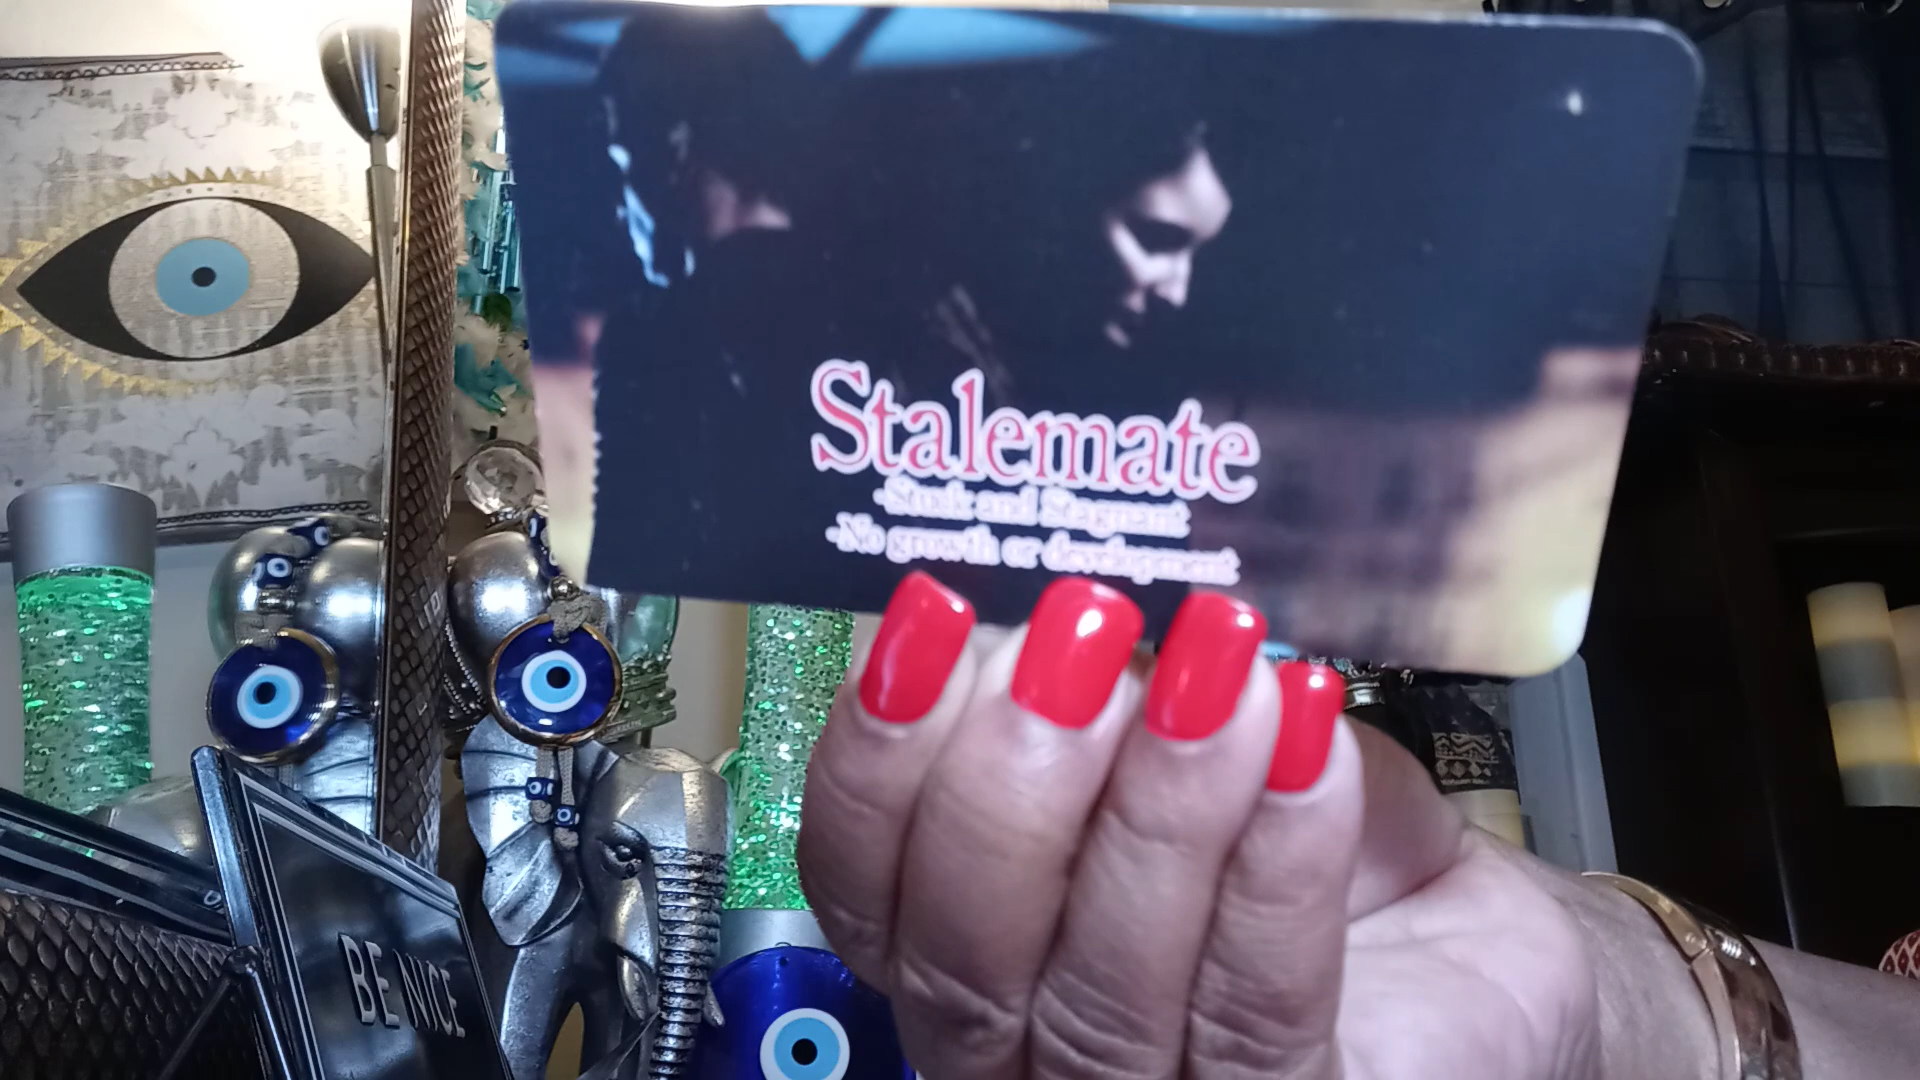 Stalemate
-Stuck and Stagnant
-No growth or development
BE NICE